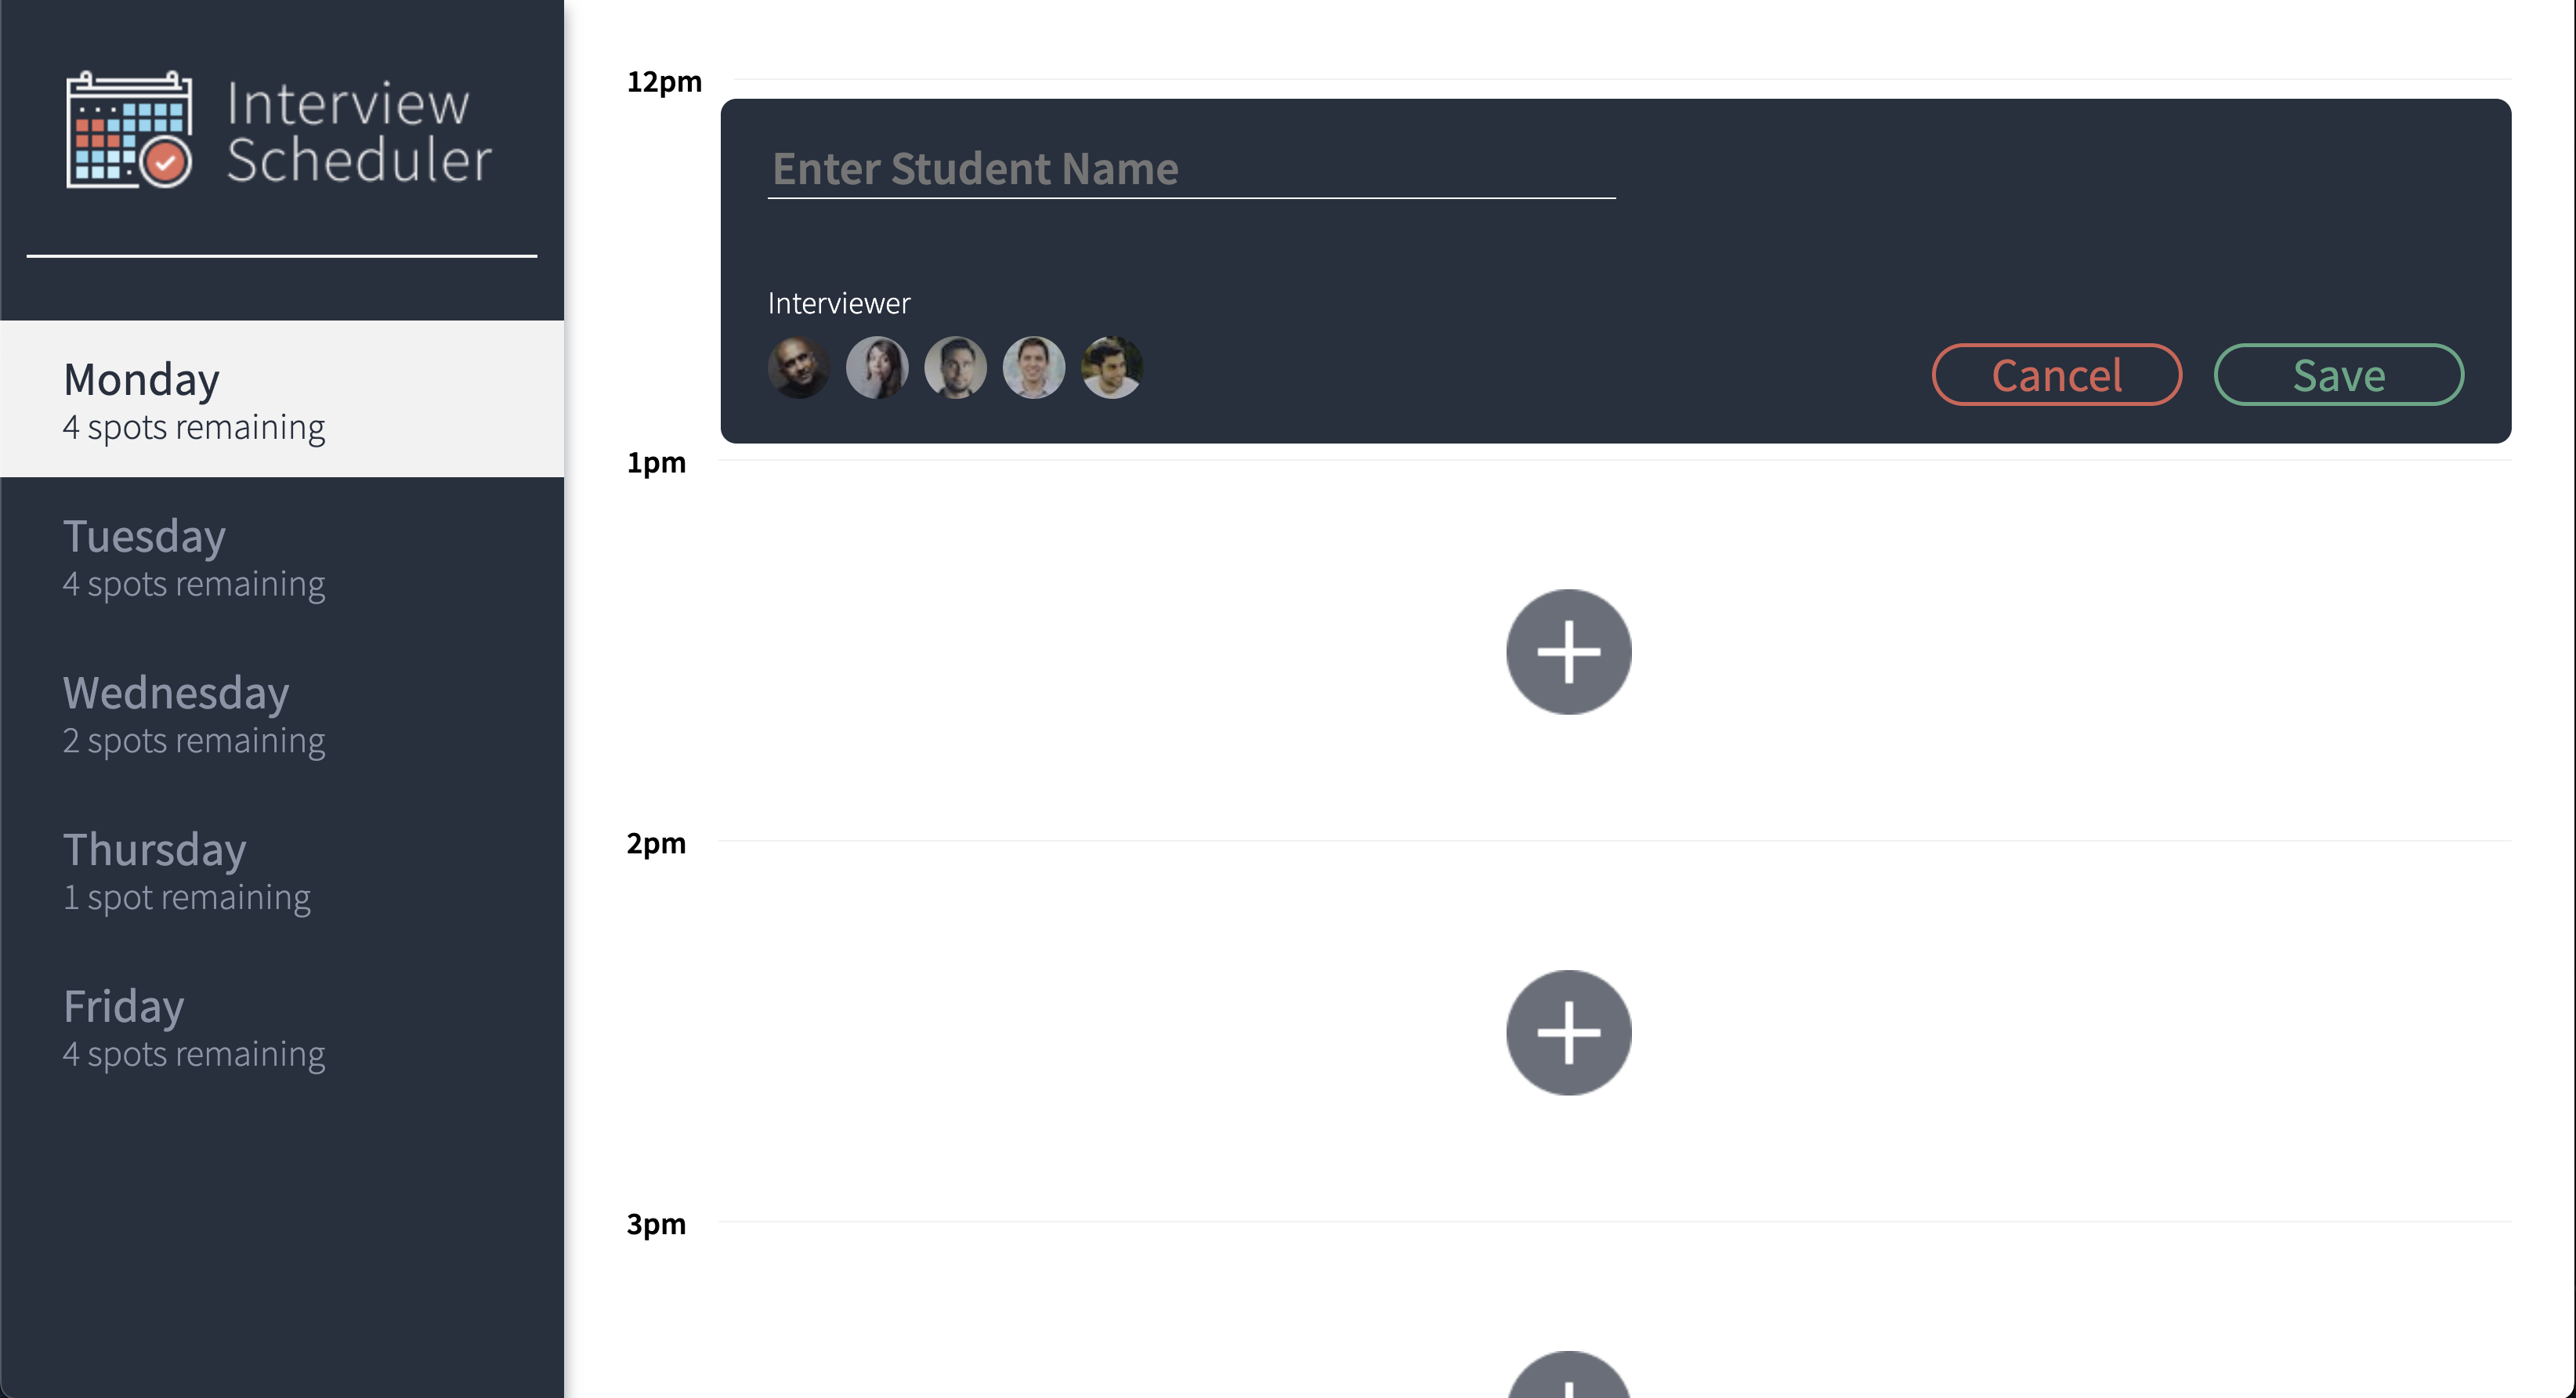 Interview
Scheduler
Monday
4 spots remaining
Tuesday
4 spots remaining
Wednesday
2 spots remaining
Thursday
1 spot remaining
Friday
4 spots remaining
12pm
Enter Student Name
Interviewer
Cancel
Save
1pm
2pm
3pm